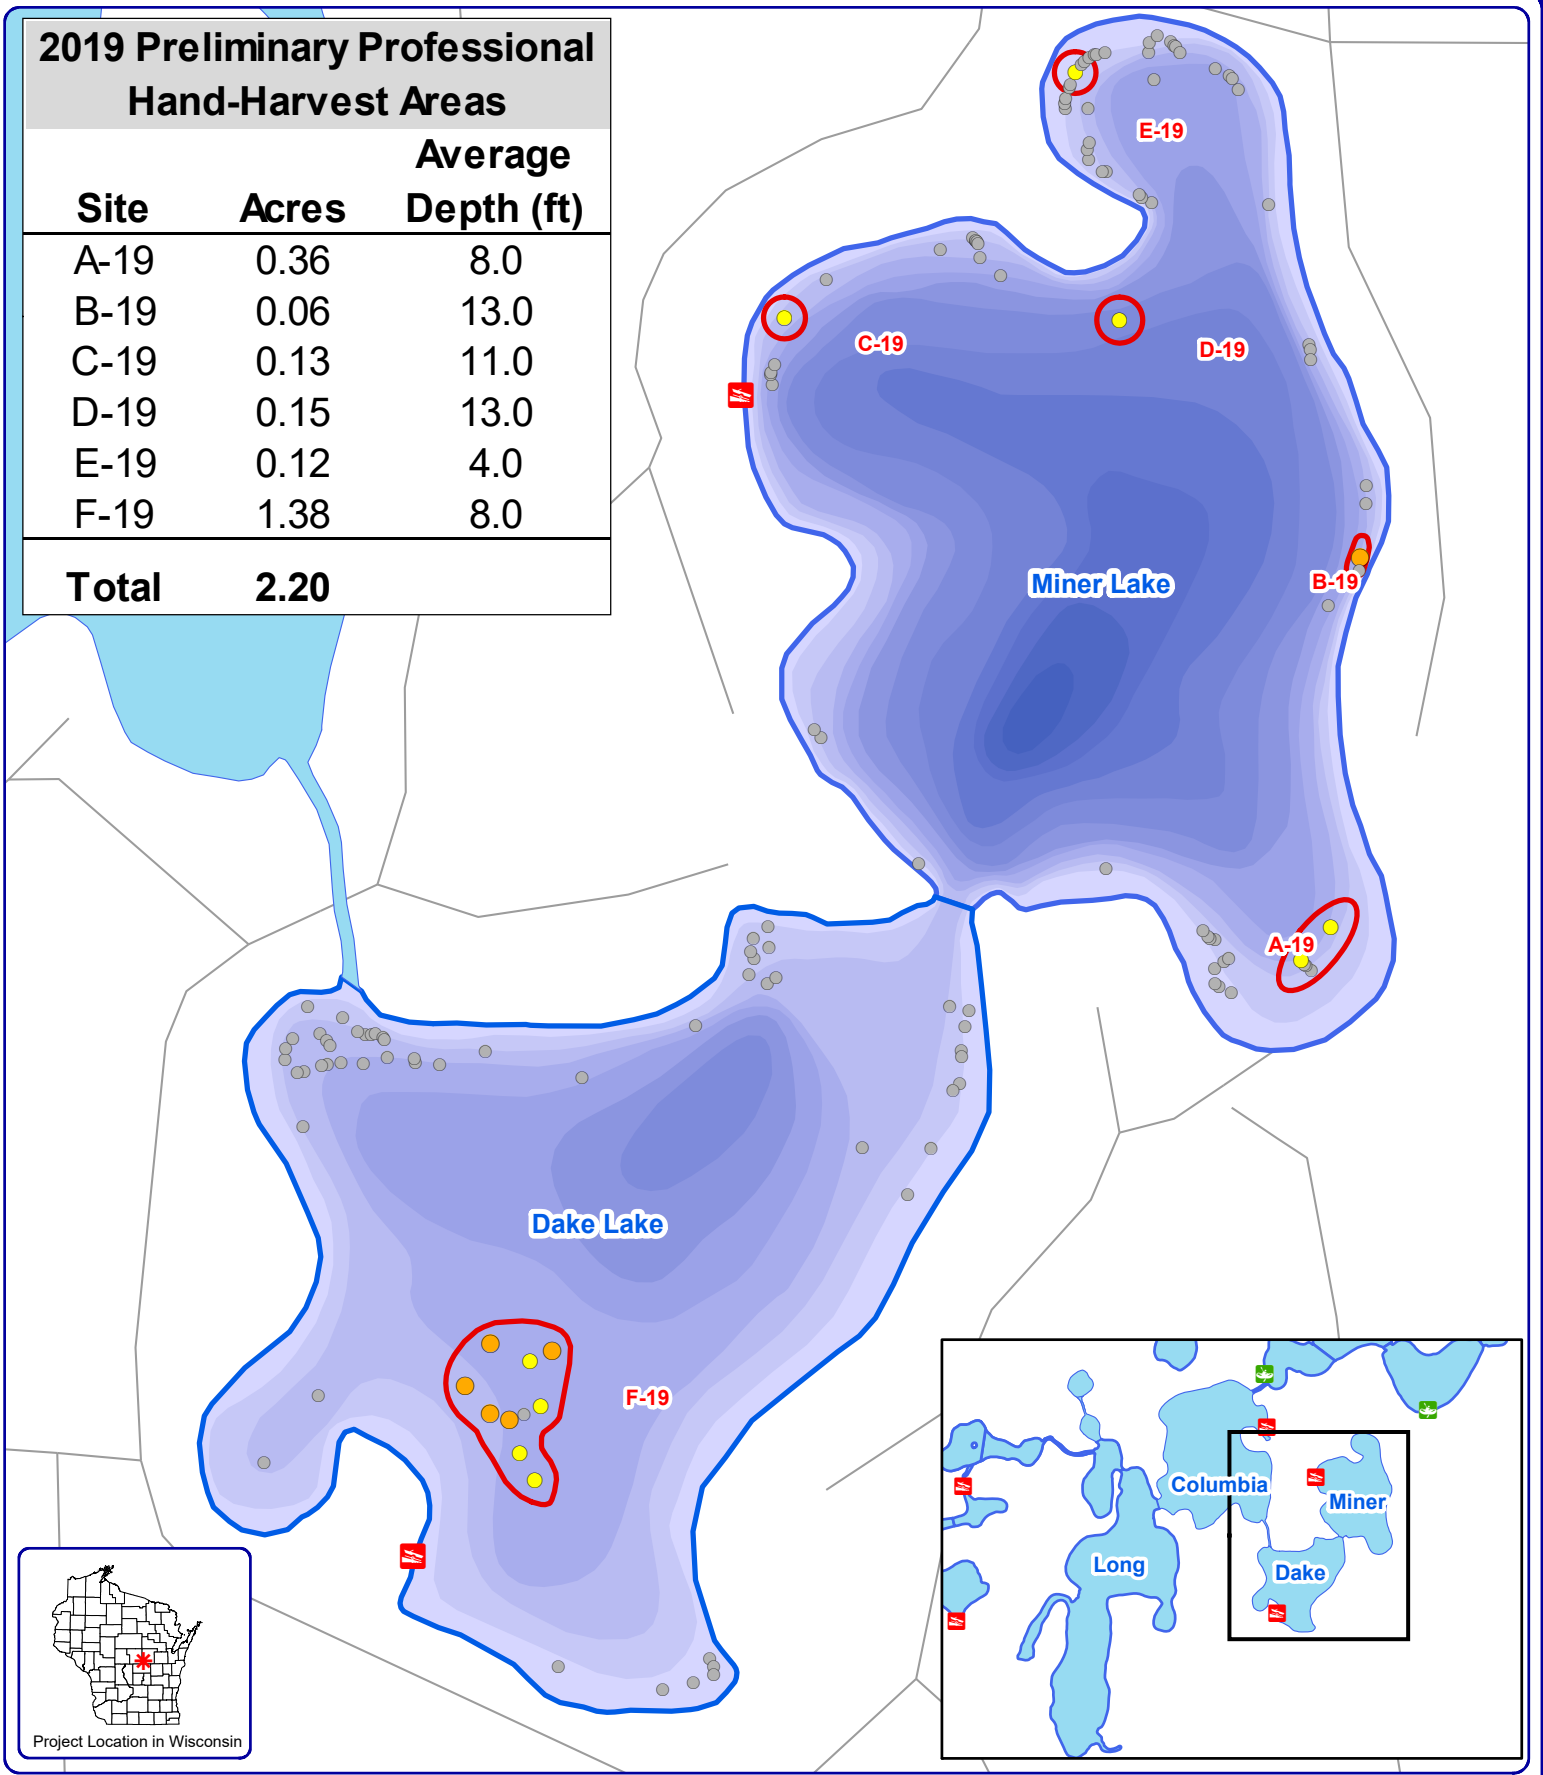 2019 Preliminary Professional
Hand-Harvest Areas
Average
Site Acres Depth (ft)
A-19 0.36 8.0
B-19 0.06 13.0
C-19 0.13 11.0
D-19 0.15 13.0
E-19 0.12 4.0
F-19 1.38 8.0
Total 2.20
E-19
C-19
D-19
Miner Lake
B-19
A-19
Dake Lake
F-19
Columbia
Miner
Long
Dake
Project Location in Wisconsin